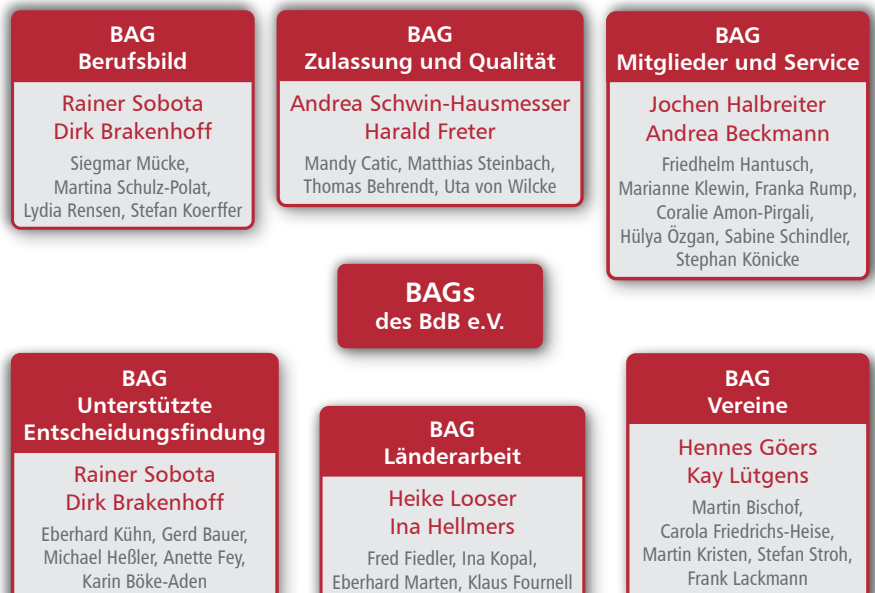 BAG
Berufsbild
Rainer Sobota
Dirk Brakenhoff
Siegmar Mücke,
Martina Schulz-Polat,
Lydia Rensen, Stefan Koerffer
BAG
Zulassung und Qualität
Andrea Schwin-Hausmesser
Harald Freter
Mandy Catic, Matthias Steinbach,
Thomas Behrendt, Uta von Wilcke
BAG
Mitglieder und Service
Jochen Halbreiter
Andrea Beckmann
Friedhelm Hantusch,
Marianne Klewin, Franka Rump,
Coralie Amon-Pirgali,
Hülya Özgan, Sabine Schindler,
Stephan Könicke
BAGs
des BdB e.V.
BAG
Unterstützte
Entscheidungsfindung
Rainer Sobota
Dirk Brakenhoff
Eberhard Kühn, Gerd Bauer,
Michael Heßler, Anette Fey,
Karin Böke-Aden
BAG
Länderarbeit
Heike Looser
Ina Hellmers
Fred Fiedler, Ina Kopal,
Eberhard Marten, Klaus Fournell
BAG
Vereine
Hennes Göers
Kay Lütgens
Martin Bischof,
Carola Friedrichs-Heise,
Martin Kristen, Stefan Stroh,
Frank Lackmann